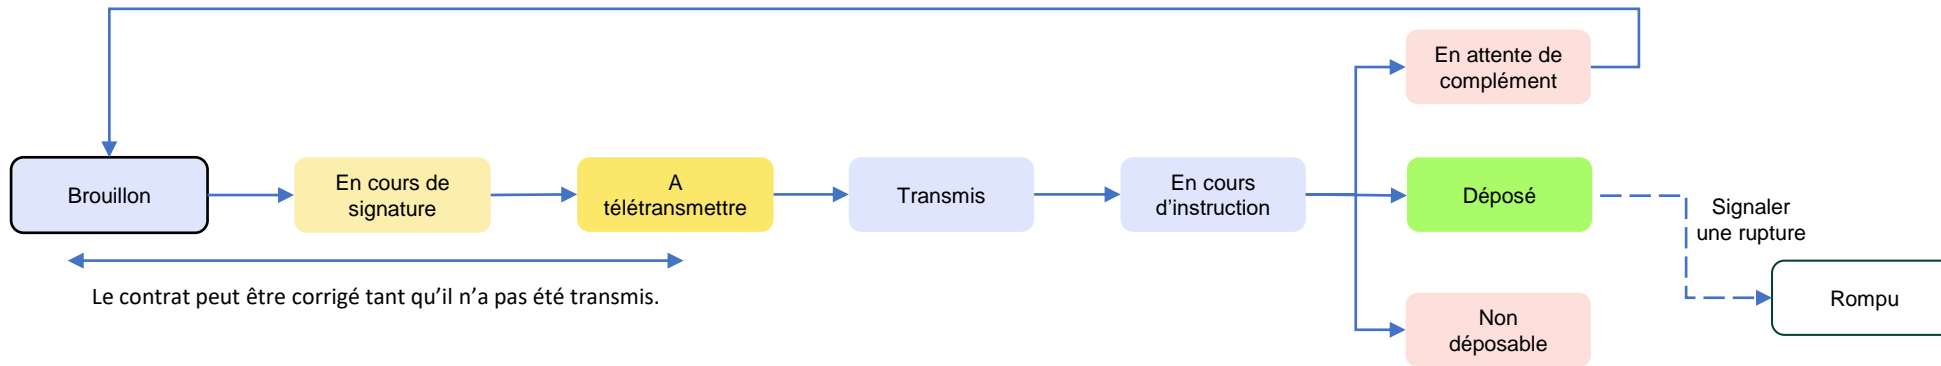 En attente de
complément
Brouillon
En cours de
signature
A
télétransmettre
Transmis
En cours
d’instruction
Déposé
Signaler
une rupture
Le contrat peut être corrigé tant qu’il n’a pas été transmis.
Rompu
Non
déposable